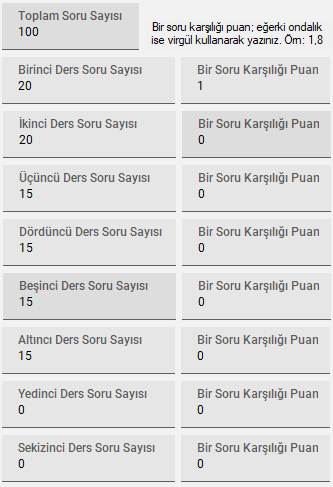 Toplam Soru Sayısı
100
Bir soru karşılığı puan; eğerki ondalık
ise virgül kullanarak yazınız. Örn: 1,8
Birinci Ders Soru Sayısı
20
Bir Soru Karşılığı Puan
1
İkinci Ders Soru Sayısı
20
Bir Soru Karşılığı Puan
0
Üçüncü Ders Soru Sayısı
15
Bir Soru Karşılığı Puan
0
Dördüncü Ders Soru Sayısı
15
Bir Soru Karşılığı Puan
0
Beşinci Ders Soru Sayısı
15
Bir Soru Karşılığı Puan
0
Altıncı Ders Soru Sayısı
15
Bir Soru Karşılığı Puan
0
Yedinci Ders Soru Sayısı
0
Bir Soru Karşılığı Puan
0
Sekizinci Ders Soru Sayısı
0
Bir Soru Karşılığı Puan
0